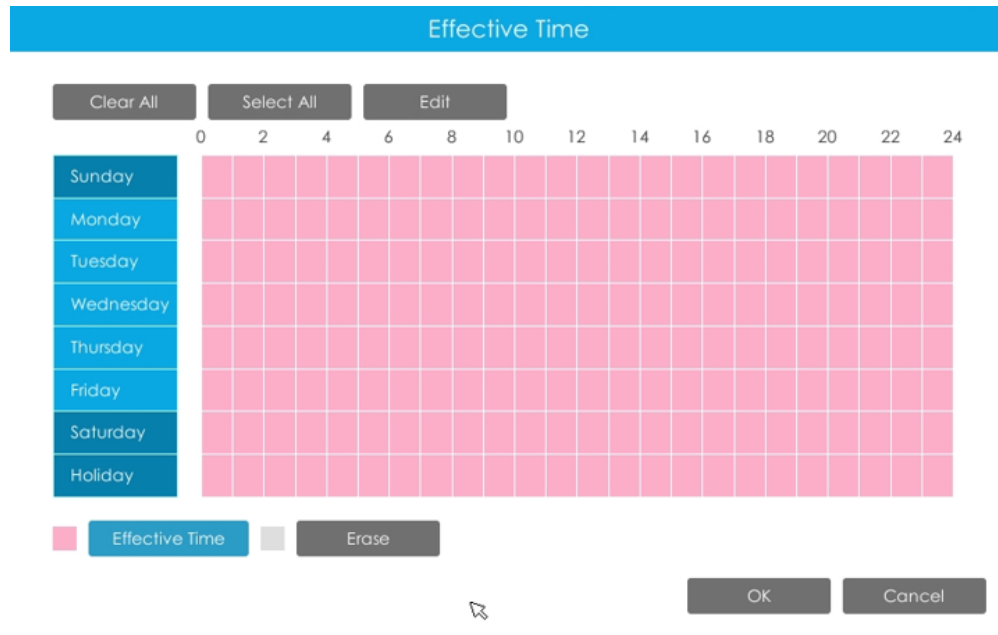 Effective Time
Clear All Select All Edit
0 2 4 6 8 10 12 14 16 18 20 22 24
Sunday
Monday
Tuesday
Wednesday
Thursday
Friday
Saturday
Holiday
Effective Time Erase
OK Cancel